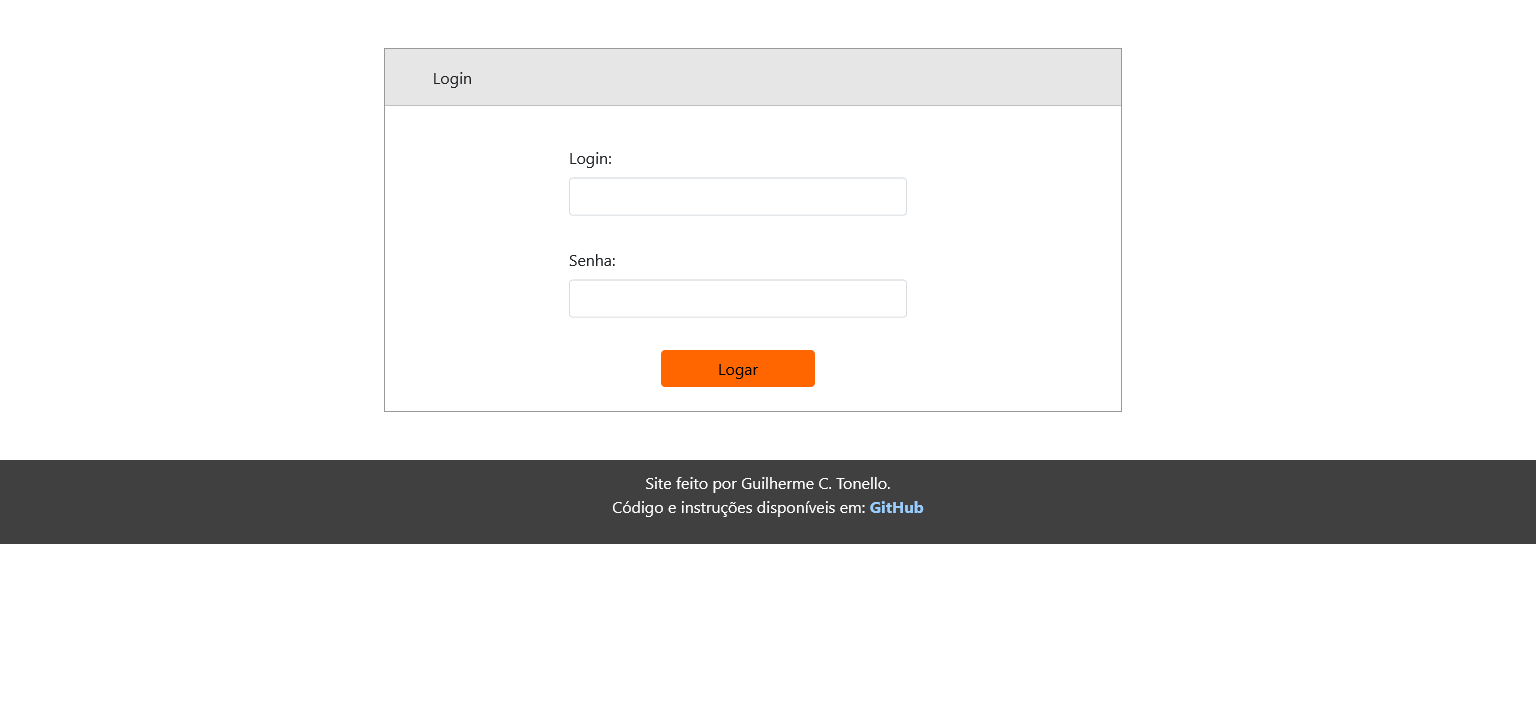 Login
Login:
Senha:
Logar
Site feito por Guilherme C. Tonello.
Código e instruções disponíveis em: GitHub